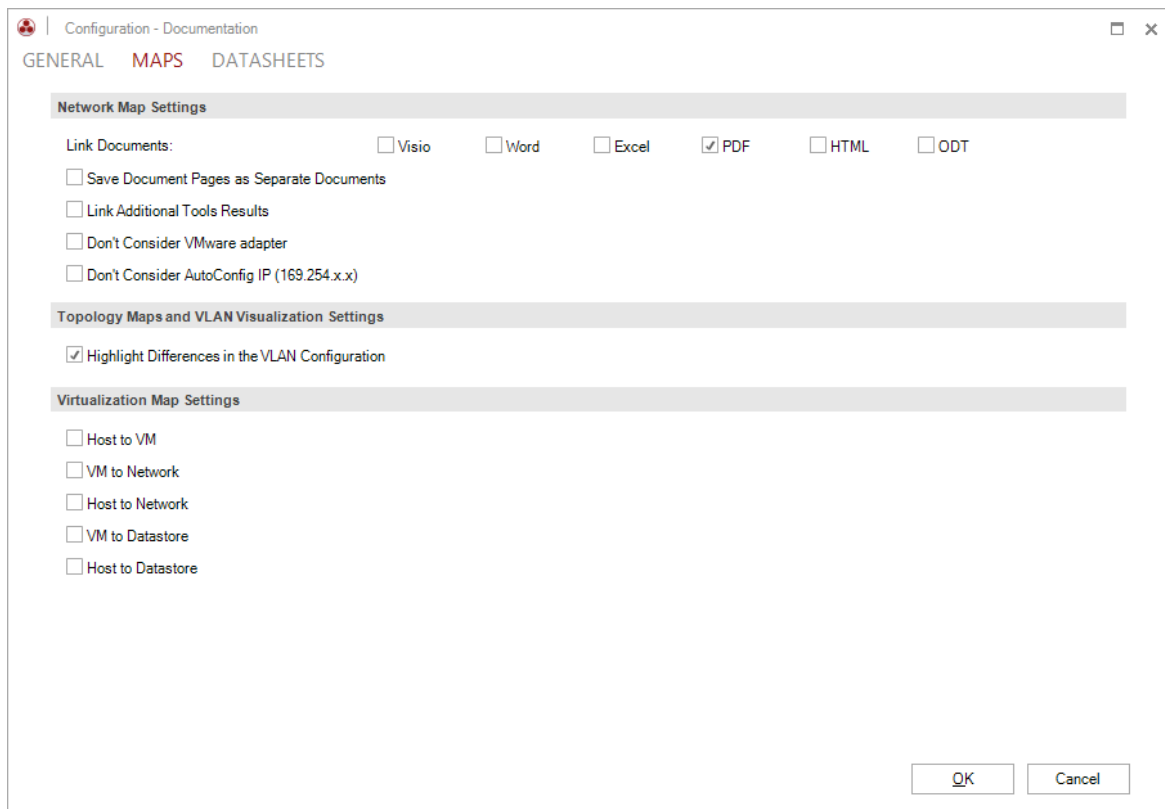 Configuration - Documentation
GENERAL MAPS DATASHEETS
Network Map Settings
Link Documents: Visio Word Excel PDF HTML ODT
Save Document Pages as Separate Documents
Link Additional Tools Results
Don't Consider VMware adapter
Don't Consider AutoConfig IP (169.254.x.x)
Topology Maps and VLAN Visualization Settings
Highlight Differences in the VLAN Configuration
Virtualization Map Settings
Host to VM
VM to Network
Host to Network
VM to Datastore
Host to Datastore
OK Cancel